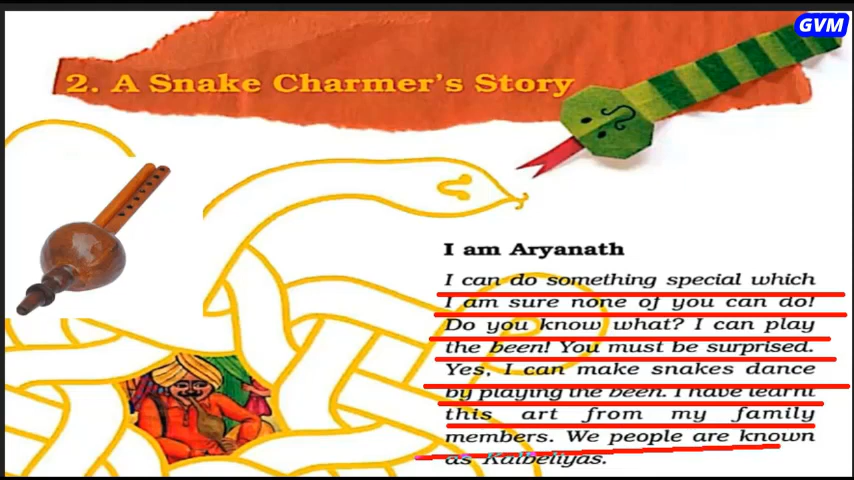 GVM
2. A Snake Charmer's Story
I am Aryanath
I can do something special which
I am sure none of you can do!
Do you know what? I can play
the been! You must be surprised.
Yes, I can make snakes dance
by playing the been. I have learnt
this art from my family
members. We people are known
as Kalbeliyas.